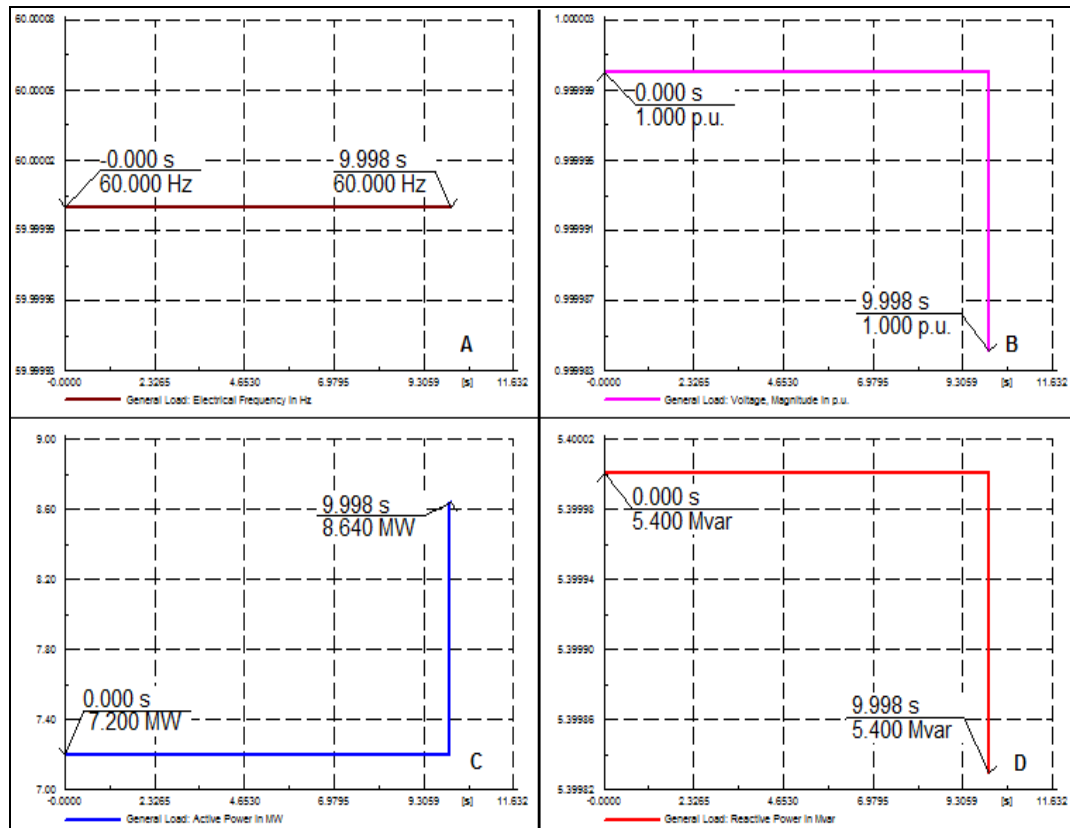 60.00008
60.00005
60.00002
59.99999
59.99996
59.99993
-0.000 s
60.000 Hz
9.998 s
60.000 Hz
A
-0.0000 2.3265 4.6530 6.9795 9.3059 [s] 11.632
General Load: Electrical Frequency in Hz
1.000003
0.999999
0.999995
0.999991
0.999987
0.999983
0.000 s
1.000 p.u.
9.998 s
1.000 p.u.
B
-0.0000 2.3265 4.6530 6.9795 9.3059 [s] 11.632
General Load: Voltage, Magnitude in p.u.
9.00
8.60
8.20
7.80
7.40
7.00
9.998 s
8.640 MW
0.000 s
7.200 MW
C
-0.0000 2.3265 4.6530 6.9795 9.3059 [s] 11.632
General Load: Active Power in MW
5.40002
5.39998
5.39994
5.39990
5.39986
5.39982
0.000 s
5.400 Mvar
9.998 s
5.400 Mvar
D
-0.0000 2.3265 4.6530 6.9795 9.3059 [s] 11.632
General Load: Reactive Power in Mvar